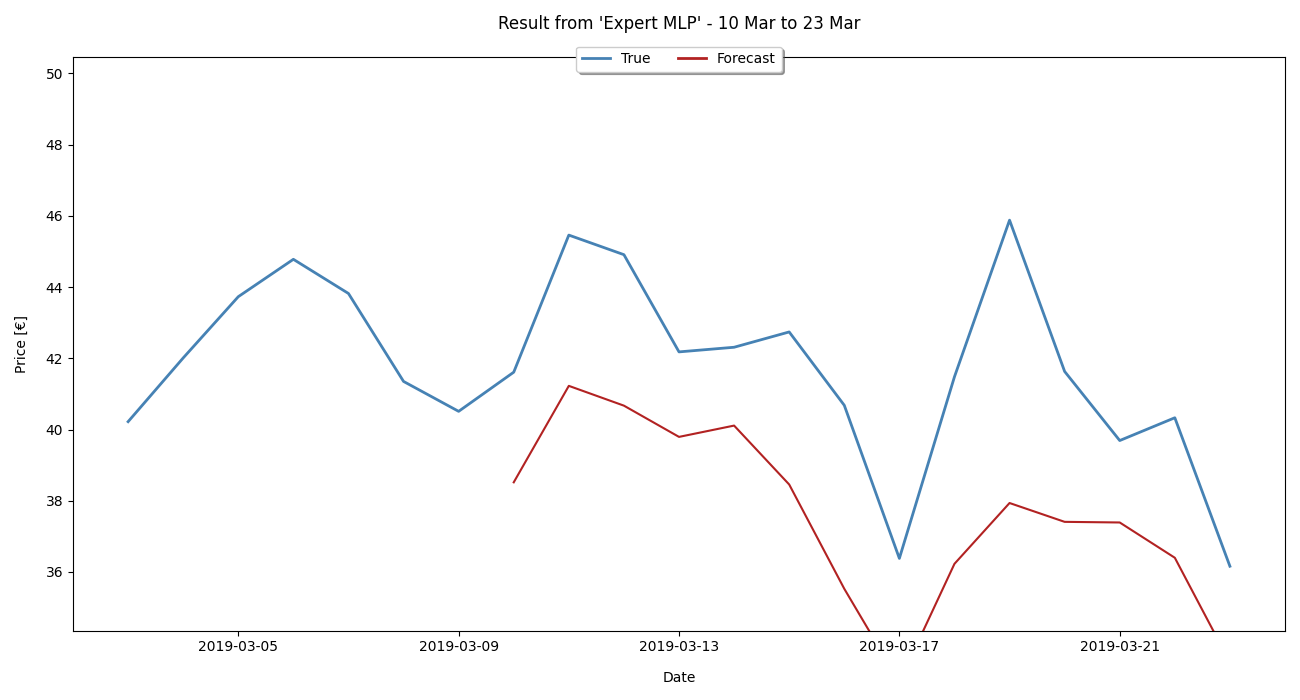 Result from 'Expert MLP' - 10 Mar to 23 Mar
True
Forecast
50
48
46
44
42
40
38
36
Price [€]
2019-03-05
2019-03-09
2019-03-13
2019-03-17
2019-03-21
Date